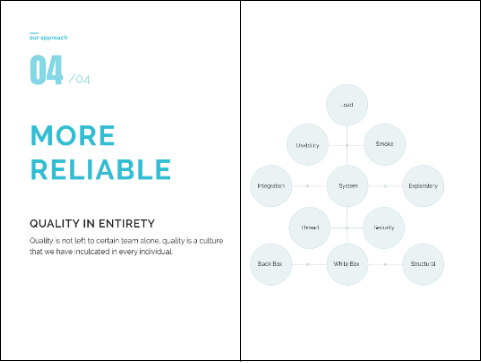 our approach
04 /04
MORE
RELIABLE
QUALITY IN ENTIRETY
Quality is not left to certain team alone, quality is a culture
that we have inculcated in every individual.
Load
Usability
Smoke
Integration
System
Exploratory
Thread
Security
Back Box
White Box
Structural